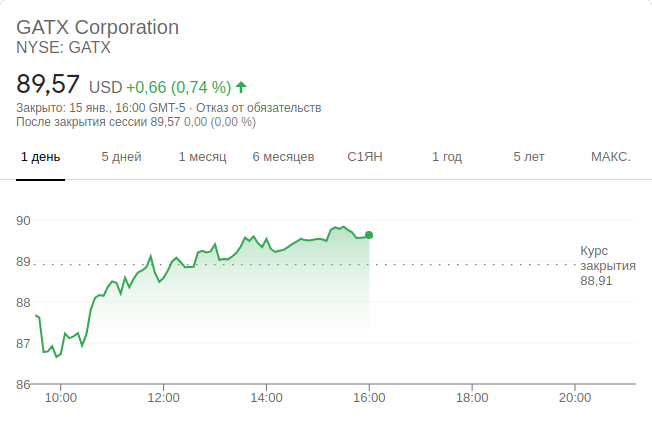 GATX Corporation
NYSE: GATX
89,57 USD +0,66 (0,74 %)
Закрыто: 15 янв., 16:00 GMT-5 · Отказ от обязательств
После закрытия сессии 89,57 0,00 (0,00 %)
1 день 5 дней 1 месяц 6 месяцев С1ЯН 1 год 5 лет МАКС.
90
89
88
87
86
Курс
закрытия
88,91
10:00 12:00 14:00 16:00 18:00 20:00